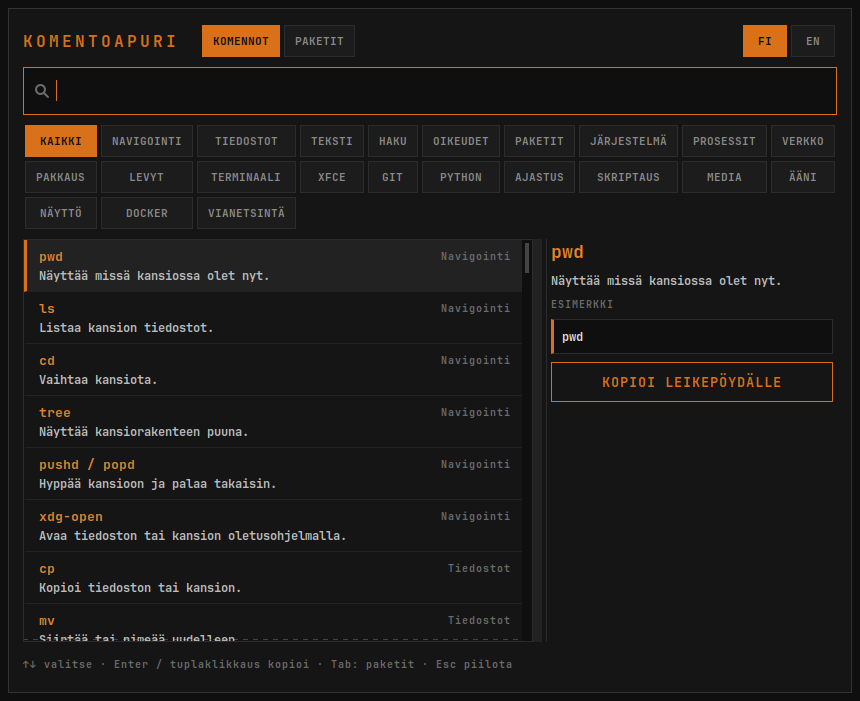 KOMENTOAPURI KOMENNOT PAKETIT FI EN
KAIKKI NAVIGOINTI TIEDOSTOT TEKSTI HAKU OIKEUDET PAKETIT JÄRJESTELMÄ PROSESSIT VERKKO
PAKKAUS LEVYT TERMINAALI XFCE GIT PYTHON AJASTUS SKRIPTAUS MEDIA ÄÄNI
NÄYTTÖ DOCKER VIANETSINTÄ
pwd Navigointi
Näyttää missä kansiossa olet nyt.
ls Navigointi
Listaa kansion tiedostot.
cd Navigointi
Vaihtaa kansiota.
tree Navigointi
Näyttää kansiorakenteen puuna.
pushd / popd Navigointi
Hyppää kansioon ja palaa takaisin.
xdg-open Navigointi
Avaa tiedoston tai kansion oletusohjelmalla.
cp Tiedostot
Kopioi tiedoston tai kansion.
mv Tiedostot
Siirtää tai nimeää uudelleen
pwd
Näyttää missä kansiossa olet nyt.
ESIMERKKI
pwd
KOPIOI LEIKEPÖYDÄLLE
↑↓ valitse · Enter / tuplaklikkaus kopioi · Tab: paketit · Esc piilota